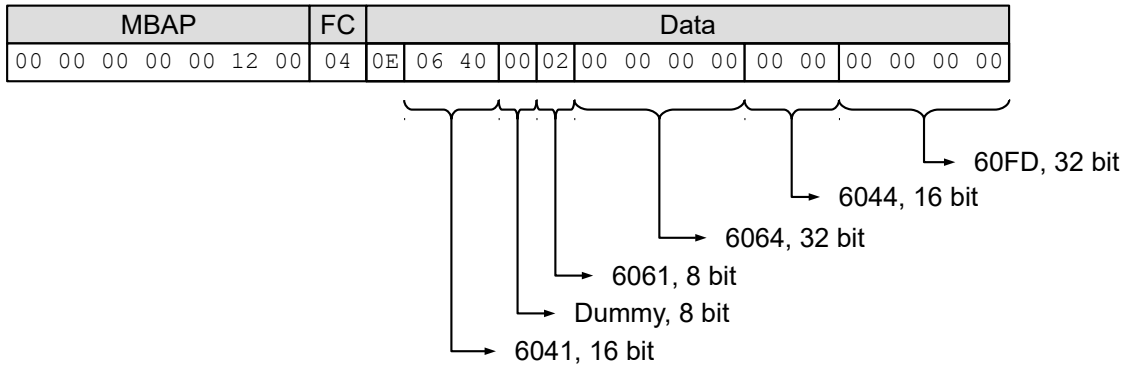 MBAP FC Data
00 00 00 00 00 12 00 04 0E 06 40 00 02 00 00 00 00 00 00 00 00 00 00
60FD, 32 bit
6044, 16 bit
6064, 32 bit
6061, 8 bit
Dummy, 8 bit
6041, 16 bit